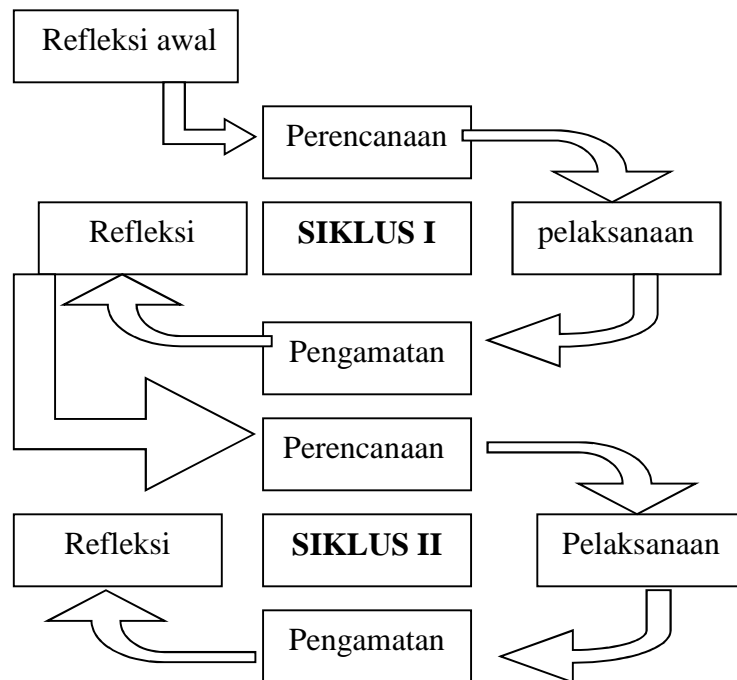 Refleksi awal
Perencanaan
Refleksi
SIKLUS I
pelaksanaan
Pengamatan
Perencanaan
Refleksi
SIKLUS II
Pelaksanaan
Pengamatan